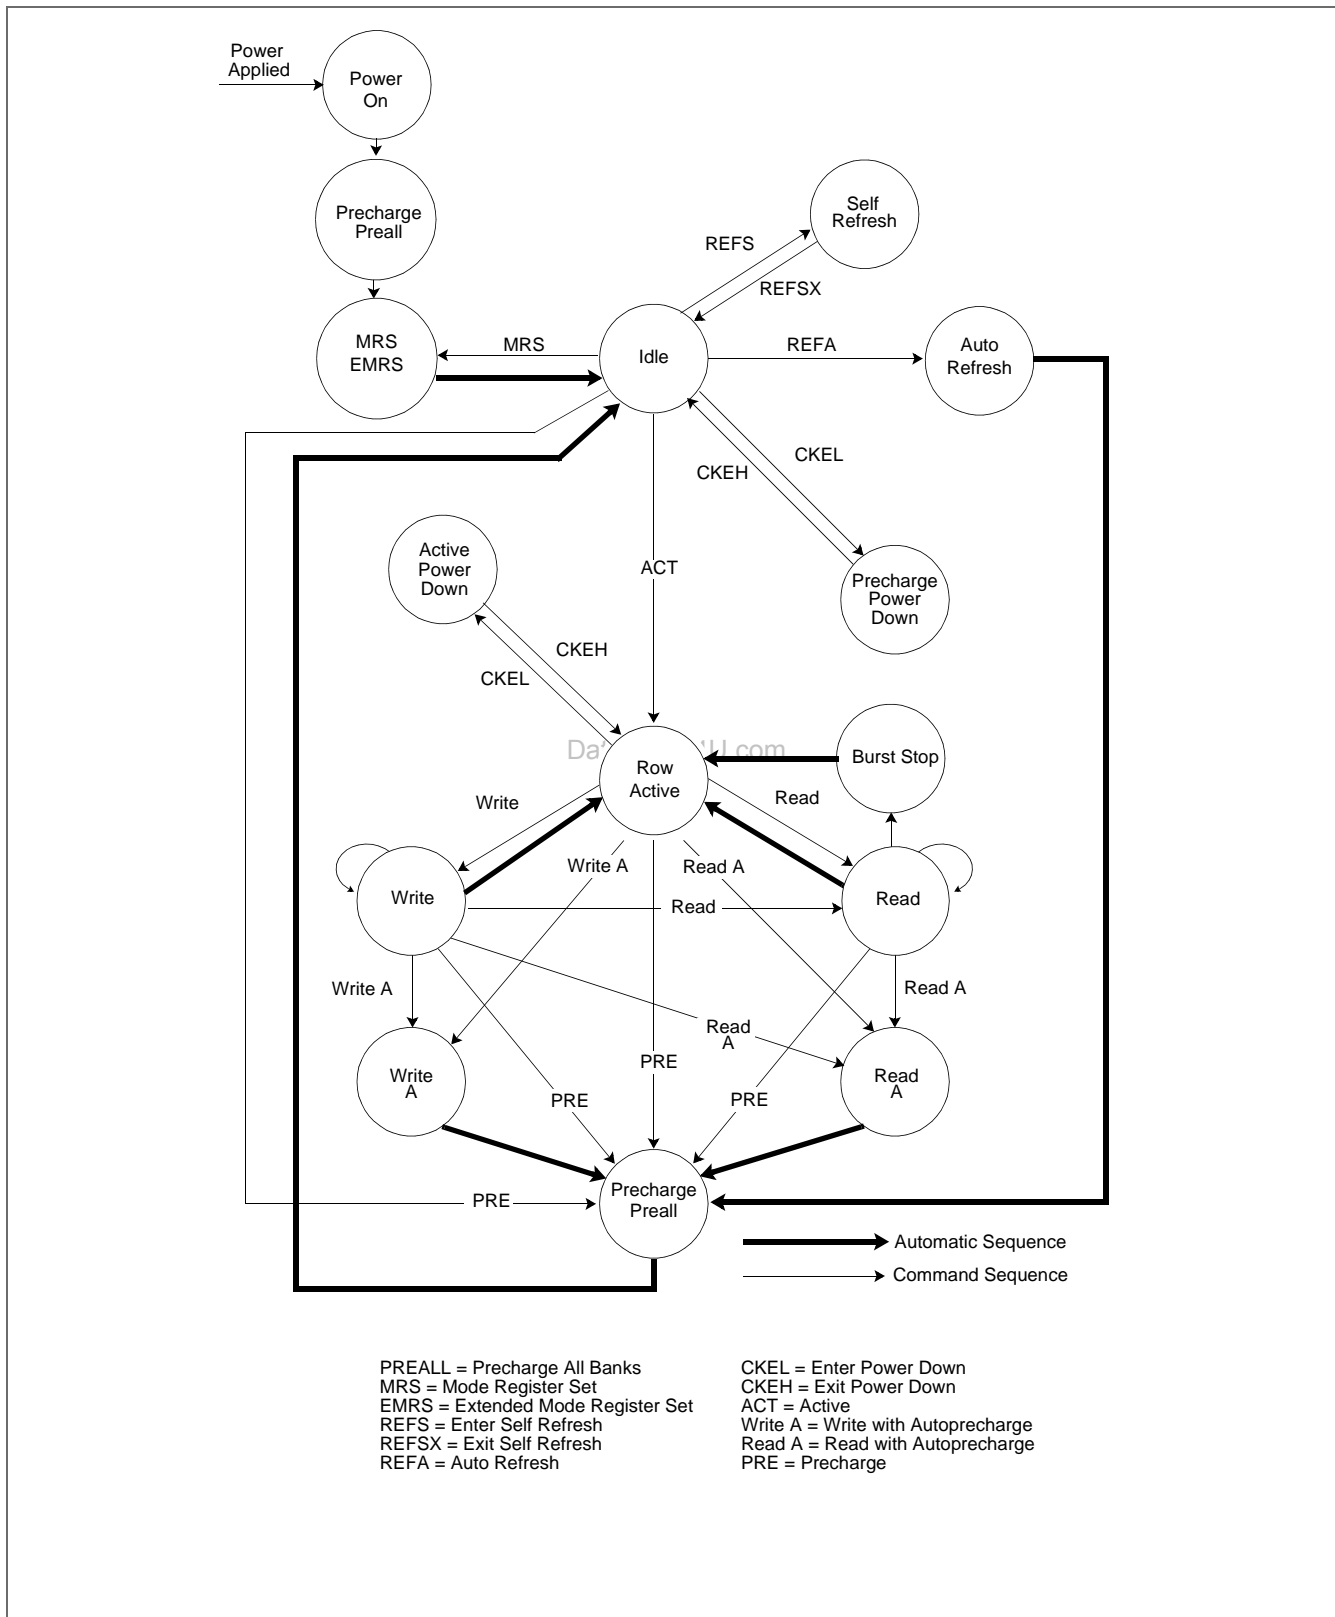 Power
Applied
Power
On
Precharge
Preall
Self
Refresh
REFS
REFSX
MRS
EMRS
MRS
Idle
REFA
Auto
Refresh
CKEL
CKEH
Active
Power
Down
ACT
Precharge
Power
Down
CKEH
CKEL
Row
Active
Burst Stop
Write
Read
Write A
Read A
Write
Read
Read
Write A
Read A
Read
A
Write
A
PRE
Read
A
PRE
PRE
Precharge
Preall
PRE
Automatic Sequence
Command Sequence
PREALL = Precharge All Banks
MRS = Mode Register Set
EMRS = Extended Mode Register Set
REFS = Enter Self Refresh
REFSX = Exit Self Refresh
REFA = Auto Refresh
CKEL = Enter Power Down
CKEH = Exit Power Down
ACT = Active
Write A = Write with Autoprecharge
Read A = Read with Autoprecharge
PRE = Precharge